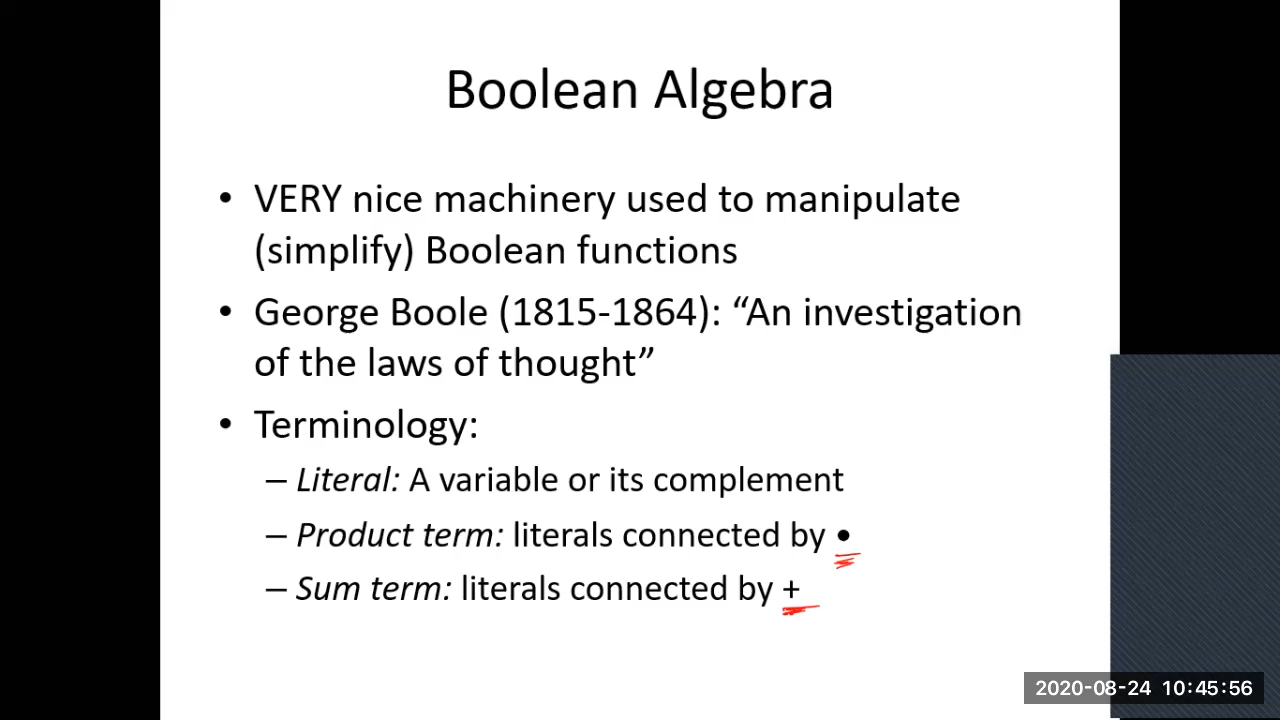 Boolean Algebra
• VERY nice machinery used to manipulate
(simplify) Boolean functions
• George Boole (1815-1864): “An investigation
of the laws of thought”
• Terminology:
– Literal: A variable or its complement
– Product term: literals connected by •
– Sum term: literals connected by +
2020-08-24 10:45:56